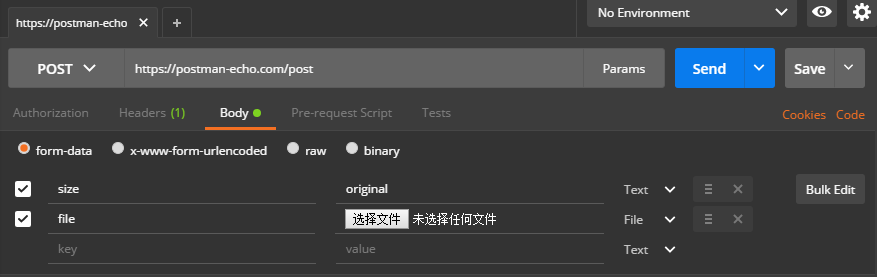 https://postman-echo
No Environment
POST https://postman-echo.com/post Params Send Save
Authorization Headers (1) Body Pre-request Script Tests Cookies Code
form-data x-www-form-urlencoded raw binary
size original Text Bulk Edit
file 选择文件 未选择任何文件 File
key value Text